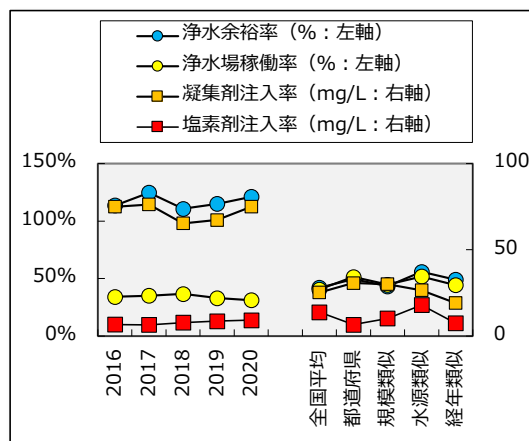 浄水余裕率（%：左軸）
浄水場稼働率（%：左軸）
凝集剤注入率（mg/L：右軸）
塩素剤注入率（mg/L：右軸）
150%
100%
50%
0%
100
50
0
2016
2017
2018
2019
2020
全国平均
都道府県
規模類似
水源類似
経年類似